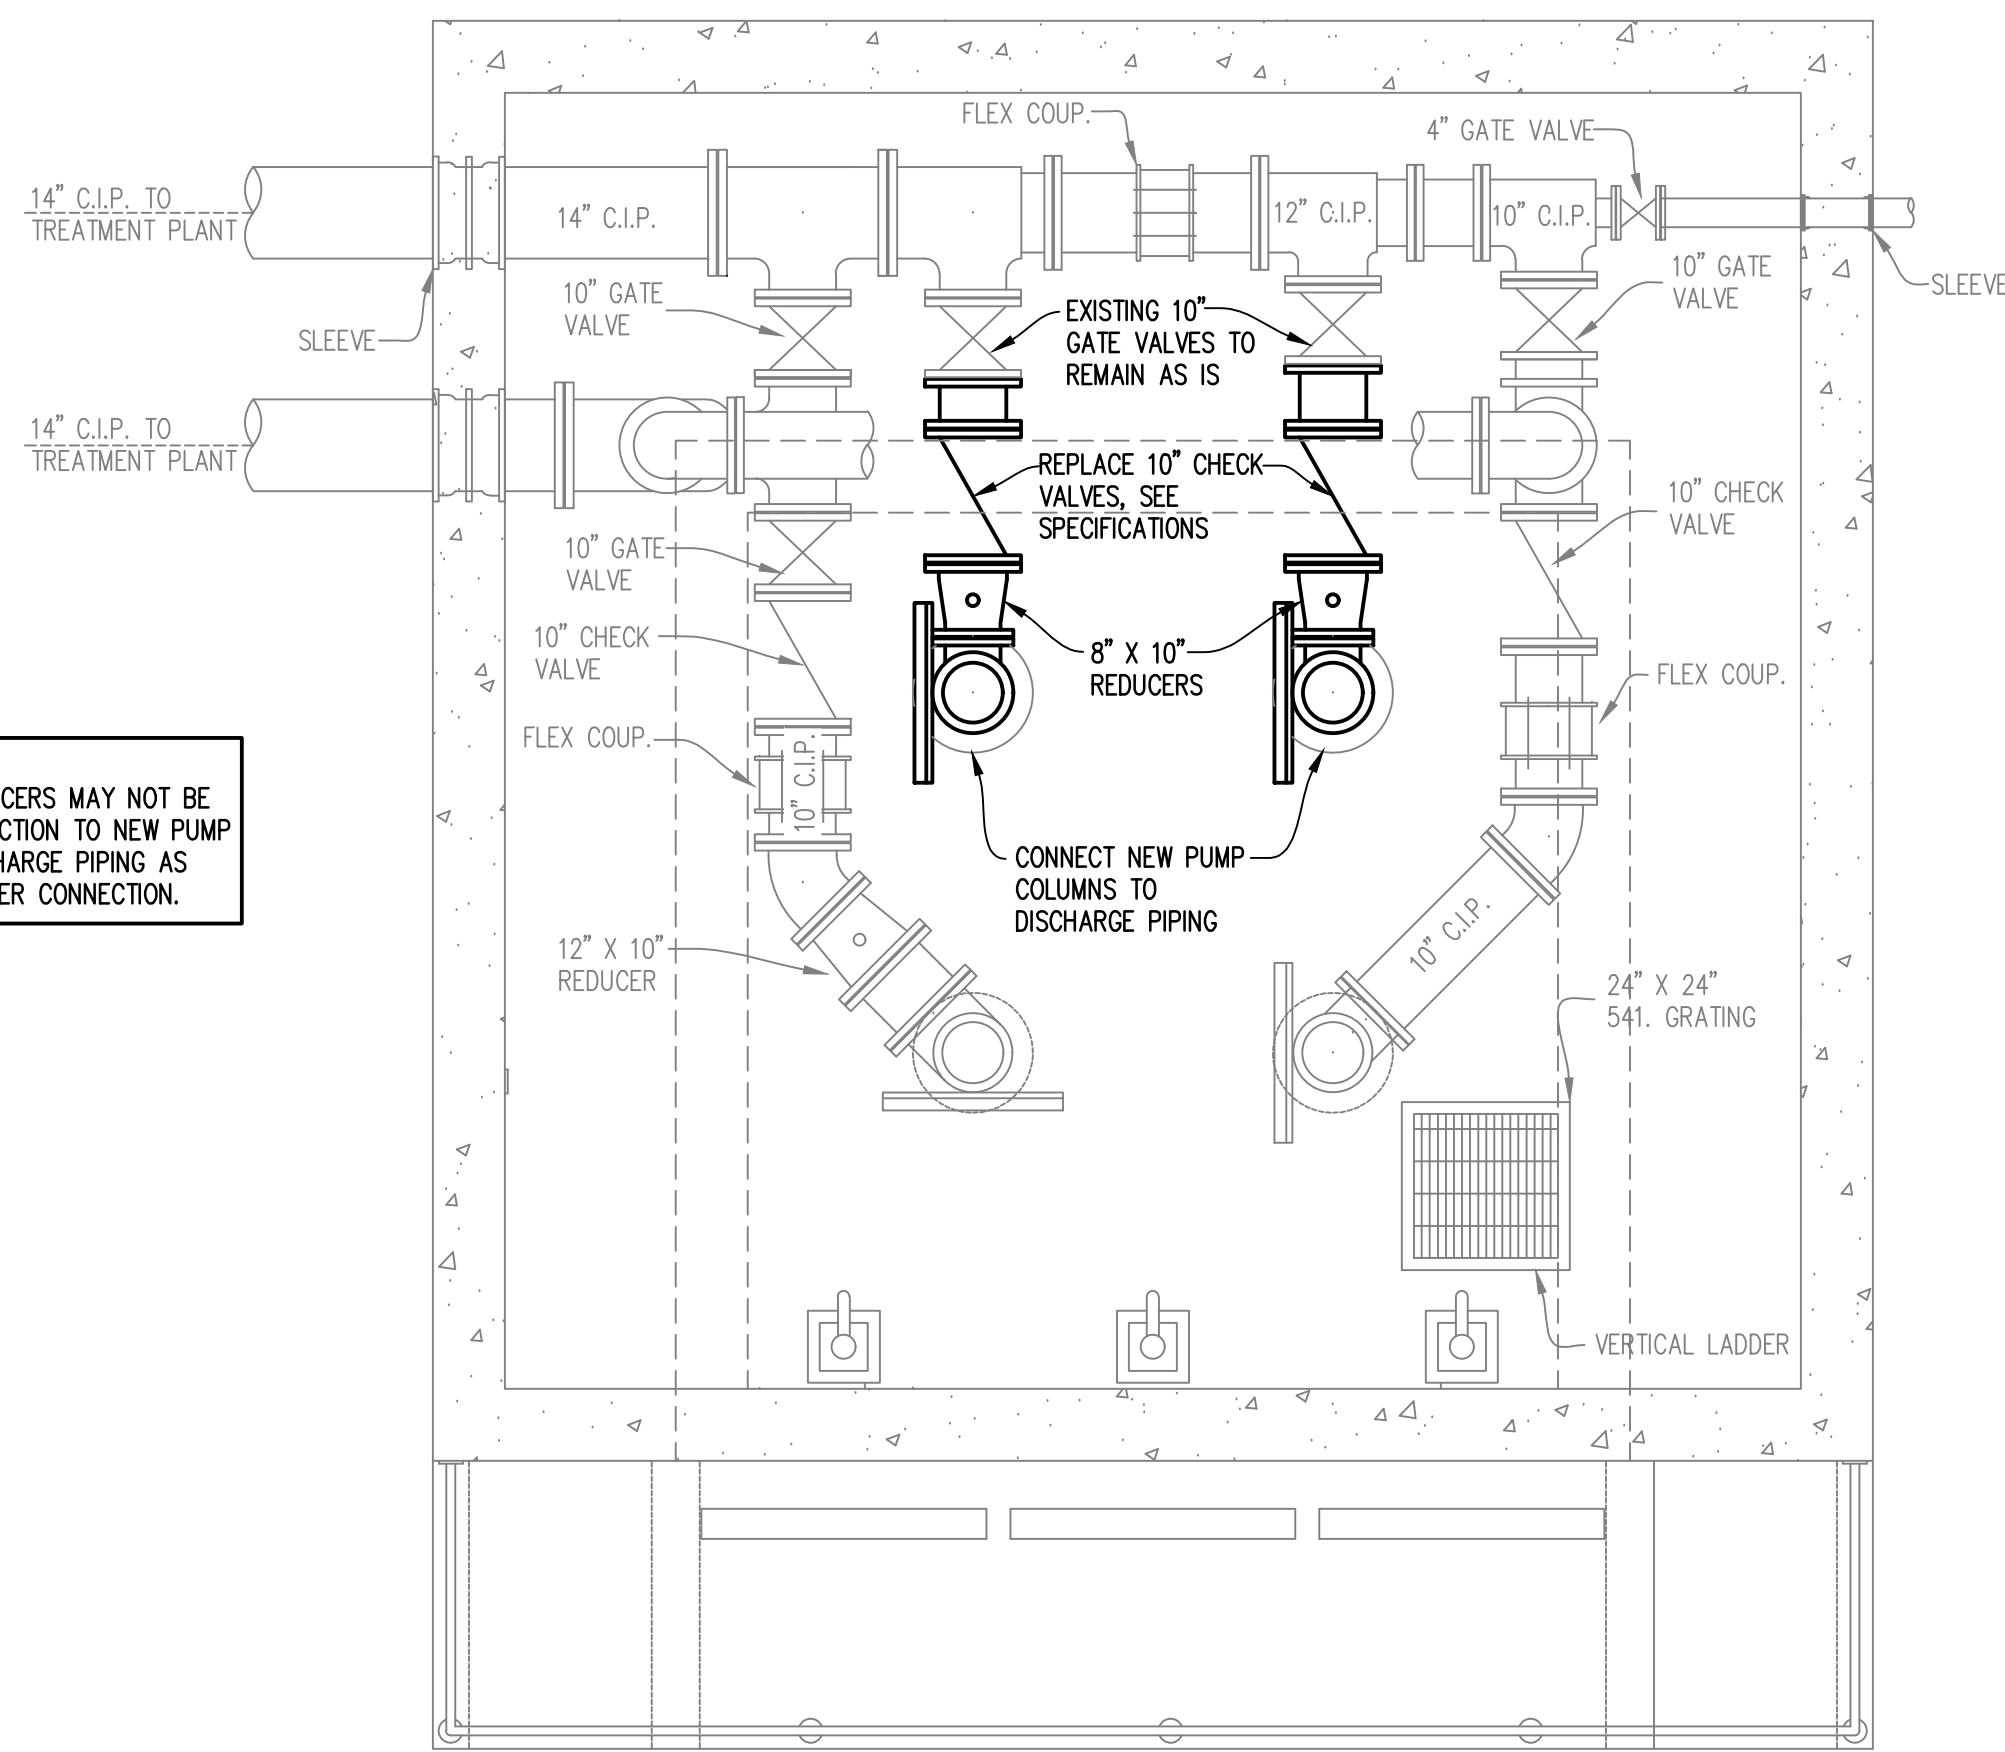 FLEX COUP.
4" GATE VALVE
14" C.I.P. TO
TREATMENT PLANT
14" C.I.P.
12" C.I.P.
10" C.I.P.
10" GATE
VALVE
SLEEVE
10" GATE
VALVE
SLEEVE
EXISTING 10"
GATE VALVES TO
REMAIN AS IS
14" C.I.P. TO
TREATMENT PLANT
REPLACE 10" CHECK
VALVES, SEE
SPECIFICATIONS
10" CHECK
VALVE
10" GATE
VALVE
10" CHECK
VALVE
8" X 10"
REDUCERS
FLEX COUP.
FLEX COUP.
10" C.I.P.
CERS MAY NOT BE
CTION TO NEW PUMP
HARGE PIPING AS
ER CONNECTION.
CONNECT NEW PUMP
COLUMNS TO
DISCHARGE PIPING
12" X 10"
REDUCER
10" C.I.P.
24" X 24"
541. GRATING
VERTICAL LADDER